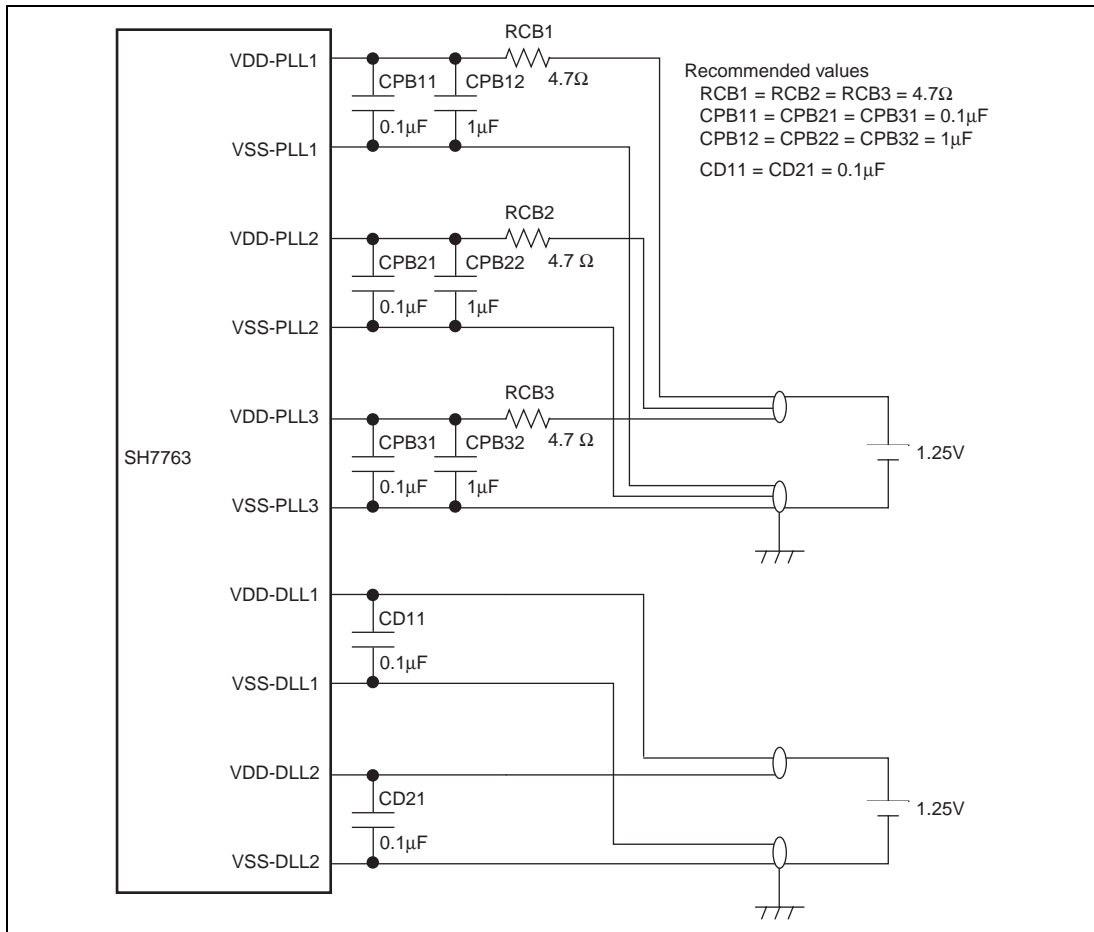 RCB1
VDD-PLL1
CPB11
CPB12
4.7Ω
0.1µF
1µF
VSS-PLL1
Recommended values
RCB1 = RCB2 = RCB3 = 4.7Ω
CPB11 = CPB21 = CPB31 = 0.1µF
CPB12 = CPB22 = CPB32 = 1µF
CD11 = CD21 = 0.1µF
RCB2
VDD-PLL2
CPB21
CPB22
4.7 Ω
0.1µF
1µF
VSS-PLL2
RCB3
VDD-PLL3
CPB31
CPB32
4.7 Ω
SH7763
0.1µF
1µF
1.25V
VSS-PLL3
VDD-DLL1
CD11
0.1µF
VSS-DLL1
VDD-DLL2
CD21
1.25V
0.1µF
VSS-DLL2